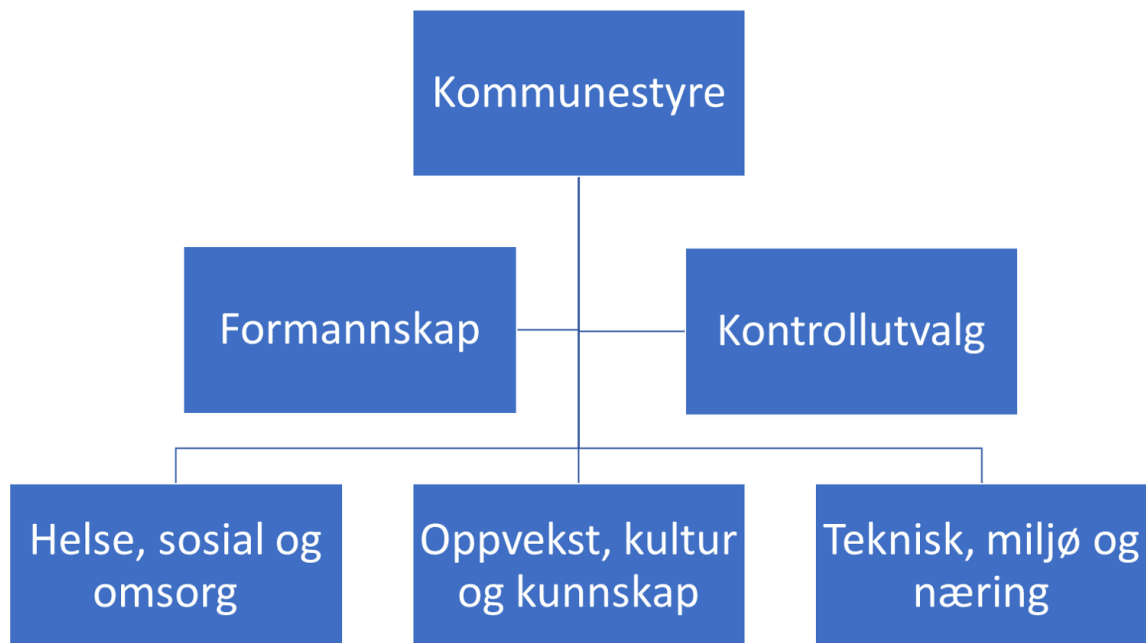 Kommunestyre
Formannskap
Kontrollutvalg
Helse, sosial og
omsorg
Oppvekst, kultur
og kunnskap
Teknisk, miljø og
næring